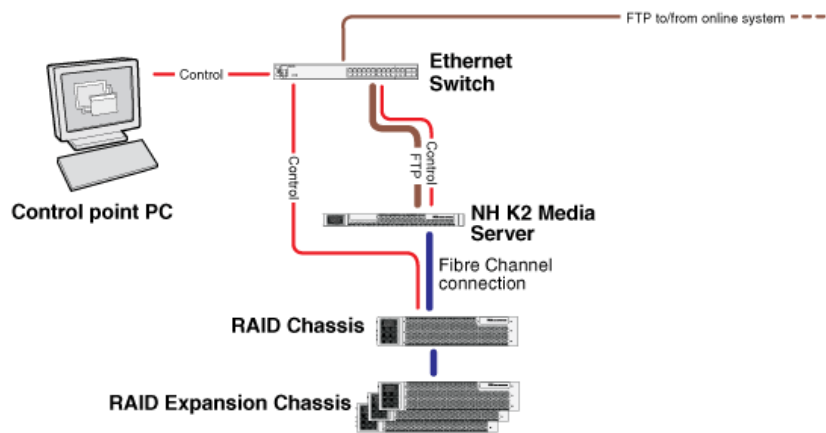 FTP to/from online system
Control
Ethernet
Switch
Control
FTP
Control
Control point PC
NH K2 Media
Server
Fibre Channel
connection
RAID Chassis
RAID Expansion Chassis